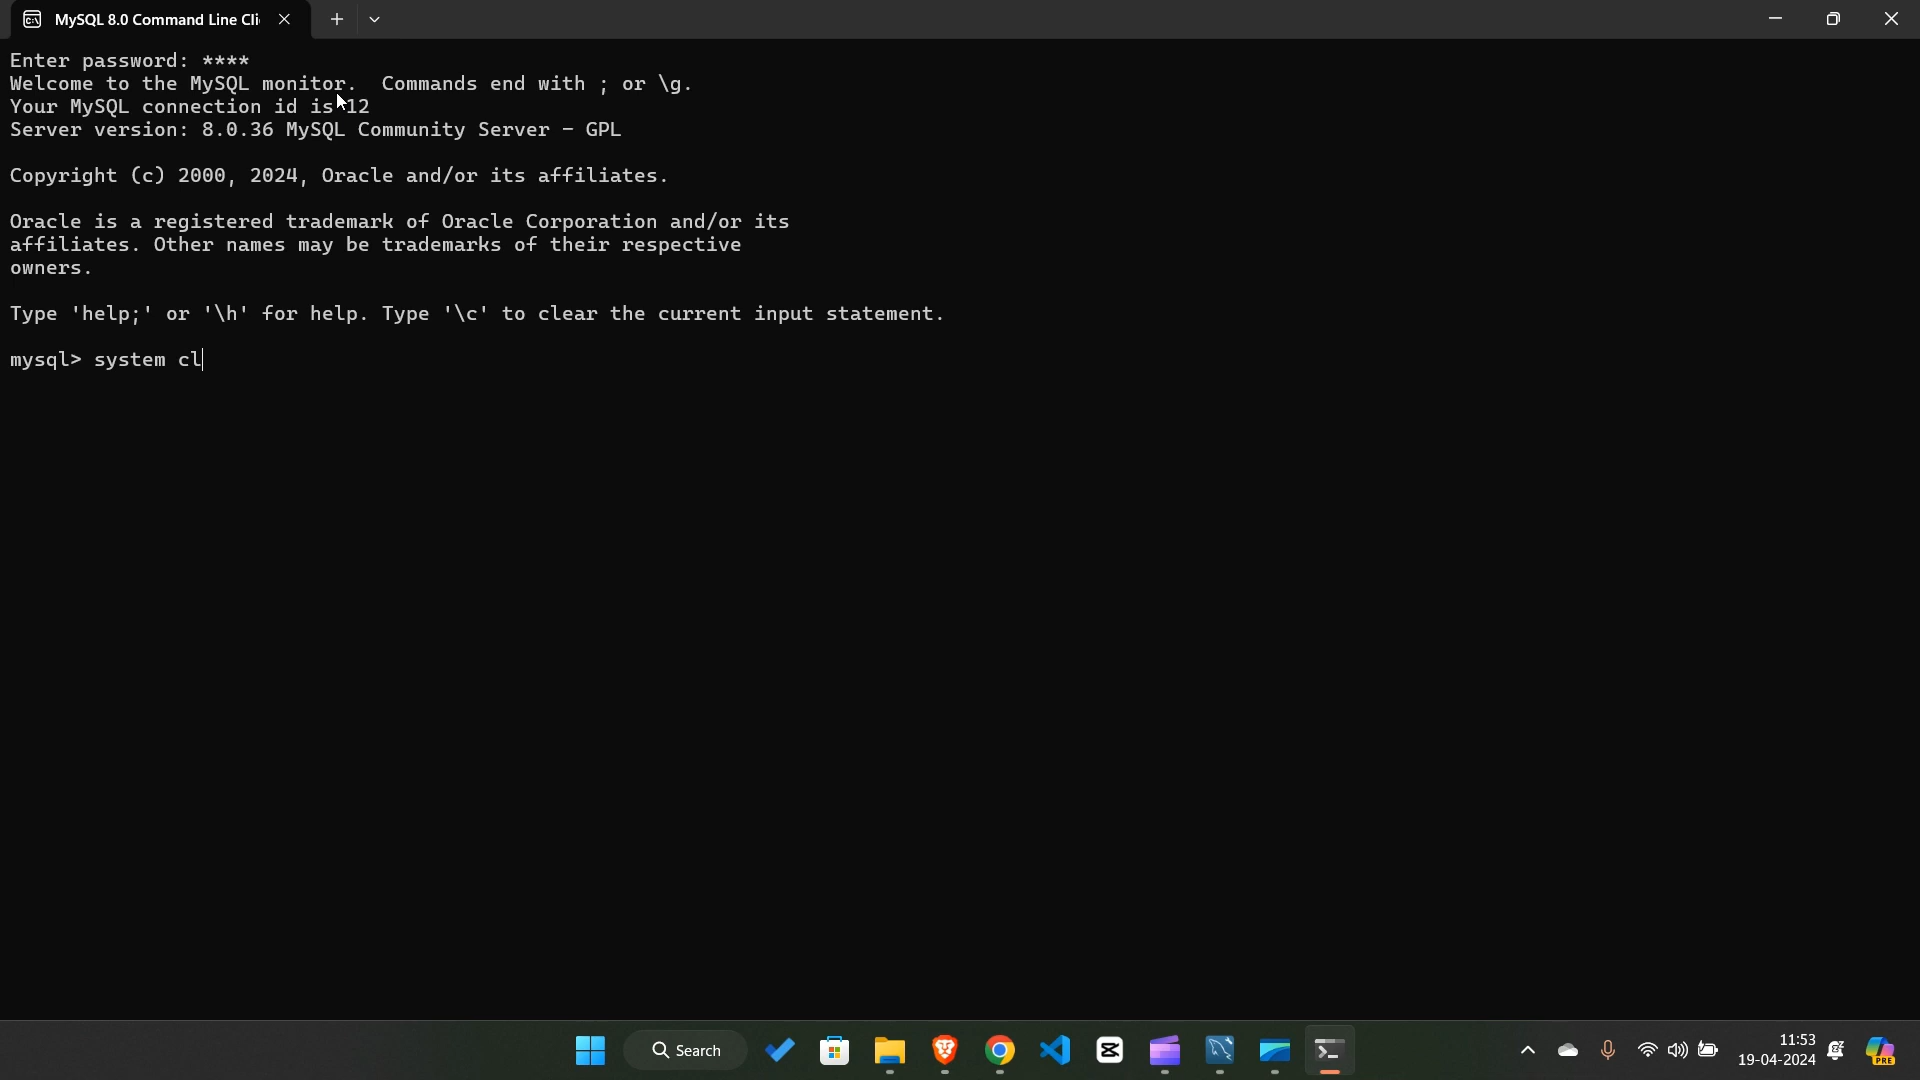 MySQL 8.0 Command Line Cli
Enter password: ****
Welcome to the MySQL monitor.  Commands end with ; or \g.
Your MySQL connection id is 12
Server version: 8.0.36 MySQL Community Server - GPL
Copyright (c) 2000, 2024, Oracle and/or its affiliates.
Oracle is a registered trademark of Oracle Corporation and/or its
affiliates. Other names may be trademarks of their respective
owners.
Type 'help;' or '\h' for help. Type '\c' to clear the current input statement.
mysql> system cl
Search
11:53
19-04-2024
PRE